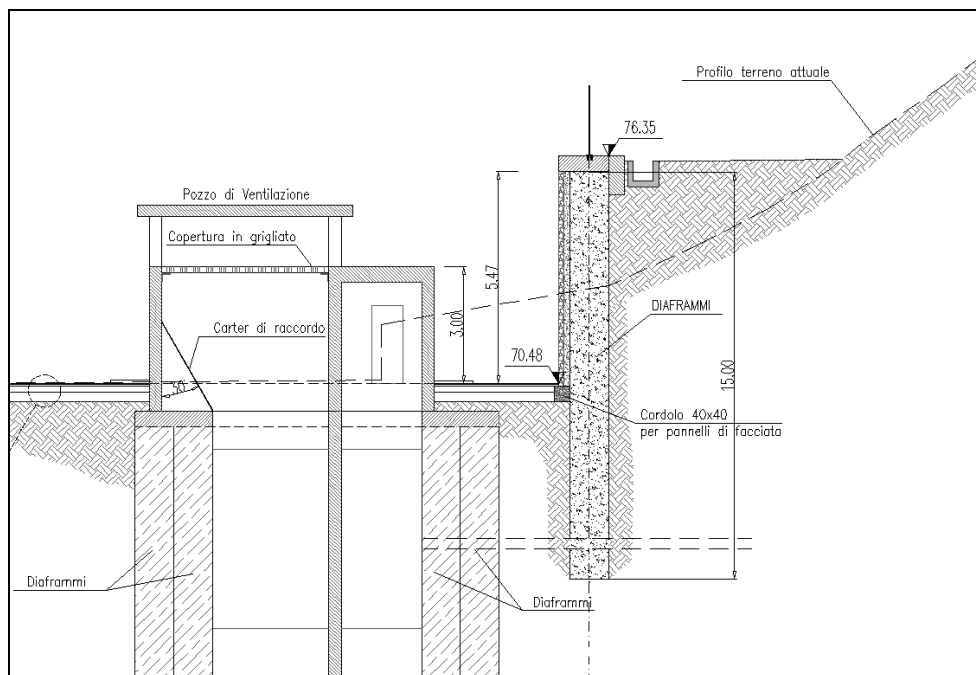 Profilo terreno attuale
76.35
Pozzo di Ventilazione
Copertura in grigliato
5.47
3.00
Carter di raccordo
DIAFRAMMI
70.48
15.00
Cordolo 40x40
per pannelli di facciata
Diaframmi
Diaframmi